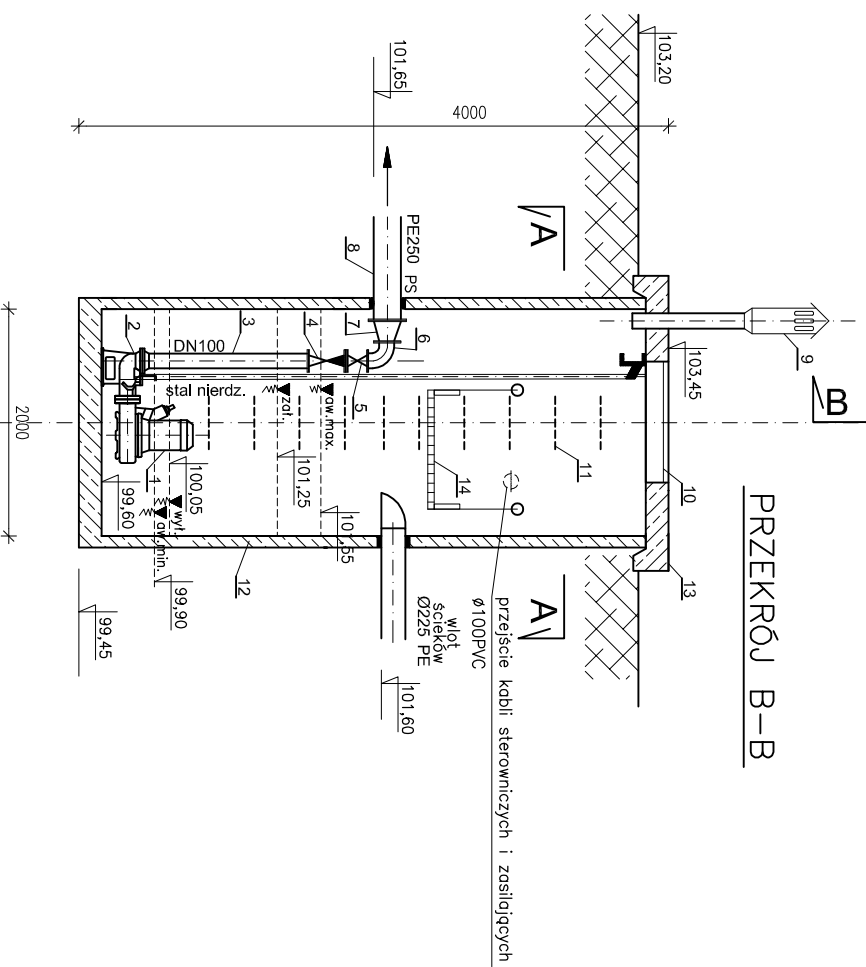 PRZEKRÓJ B–B
103,20
101,65
4000
A
B
9
103,45
PE250 PS
8
7
6
5
4
3
2
DN100
stal nierdz.
zał.
aw.max.
11
10
13
14
1
100,05
101,25
101,55
99,60
wył.
aw.min.
12
99,90
99,45
2000
A
wlot
ścieków
Ø225 PE
101,60
przejście kabli sterowniczych i zasilających
ø100PVC